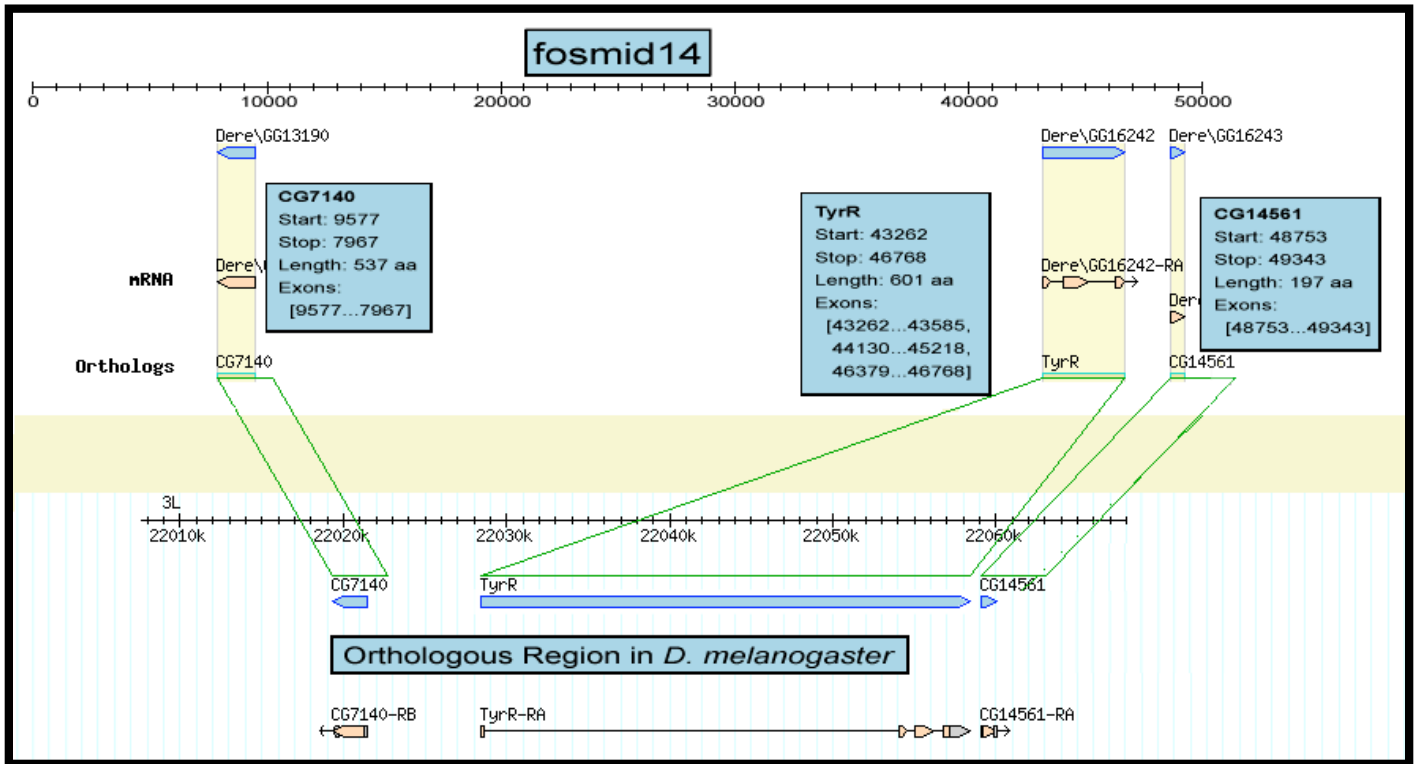 fosmid14
0 10000 20000 30000 40000 50000
Dere\GG13190 Dere\GG16242 Dere\GG16243
CG7140
Start: 9577
Stop: 7967
Length: 537 aa
Exons:
[9577...7967]
TyrR
Start: 43262
Stop: 46768
Length: 601 aa
Exons:
[43262...43585,
44130...45218,
46379...46768]
CG14561
Start: 48753
Stop: 49343
Length: 197 aa
Exons:
[48753...49343]
mRNA
Dere\GG16242-RA
Orthologs
CG7140 TyrR CG14561
3L
22010k 22020k 22030k 22040k 22050k 22060k
CG7140 TyrR CG14561
Orthologous Region in D. melanogaster
CG7140-RB TyrR-RA CG14561-RA